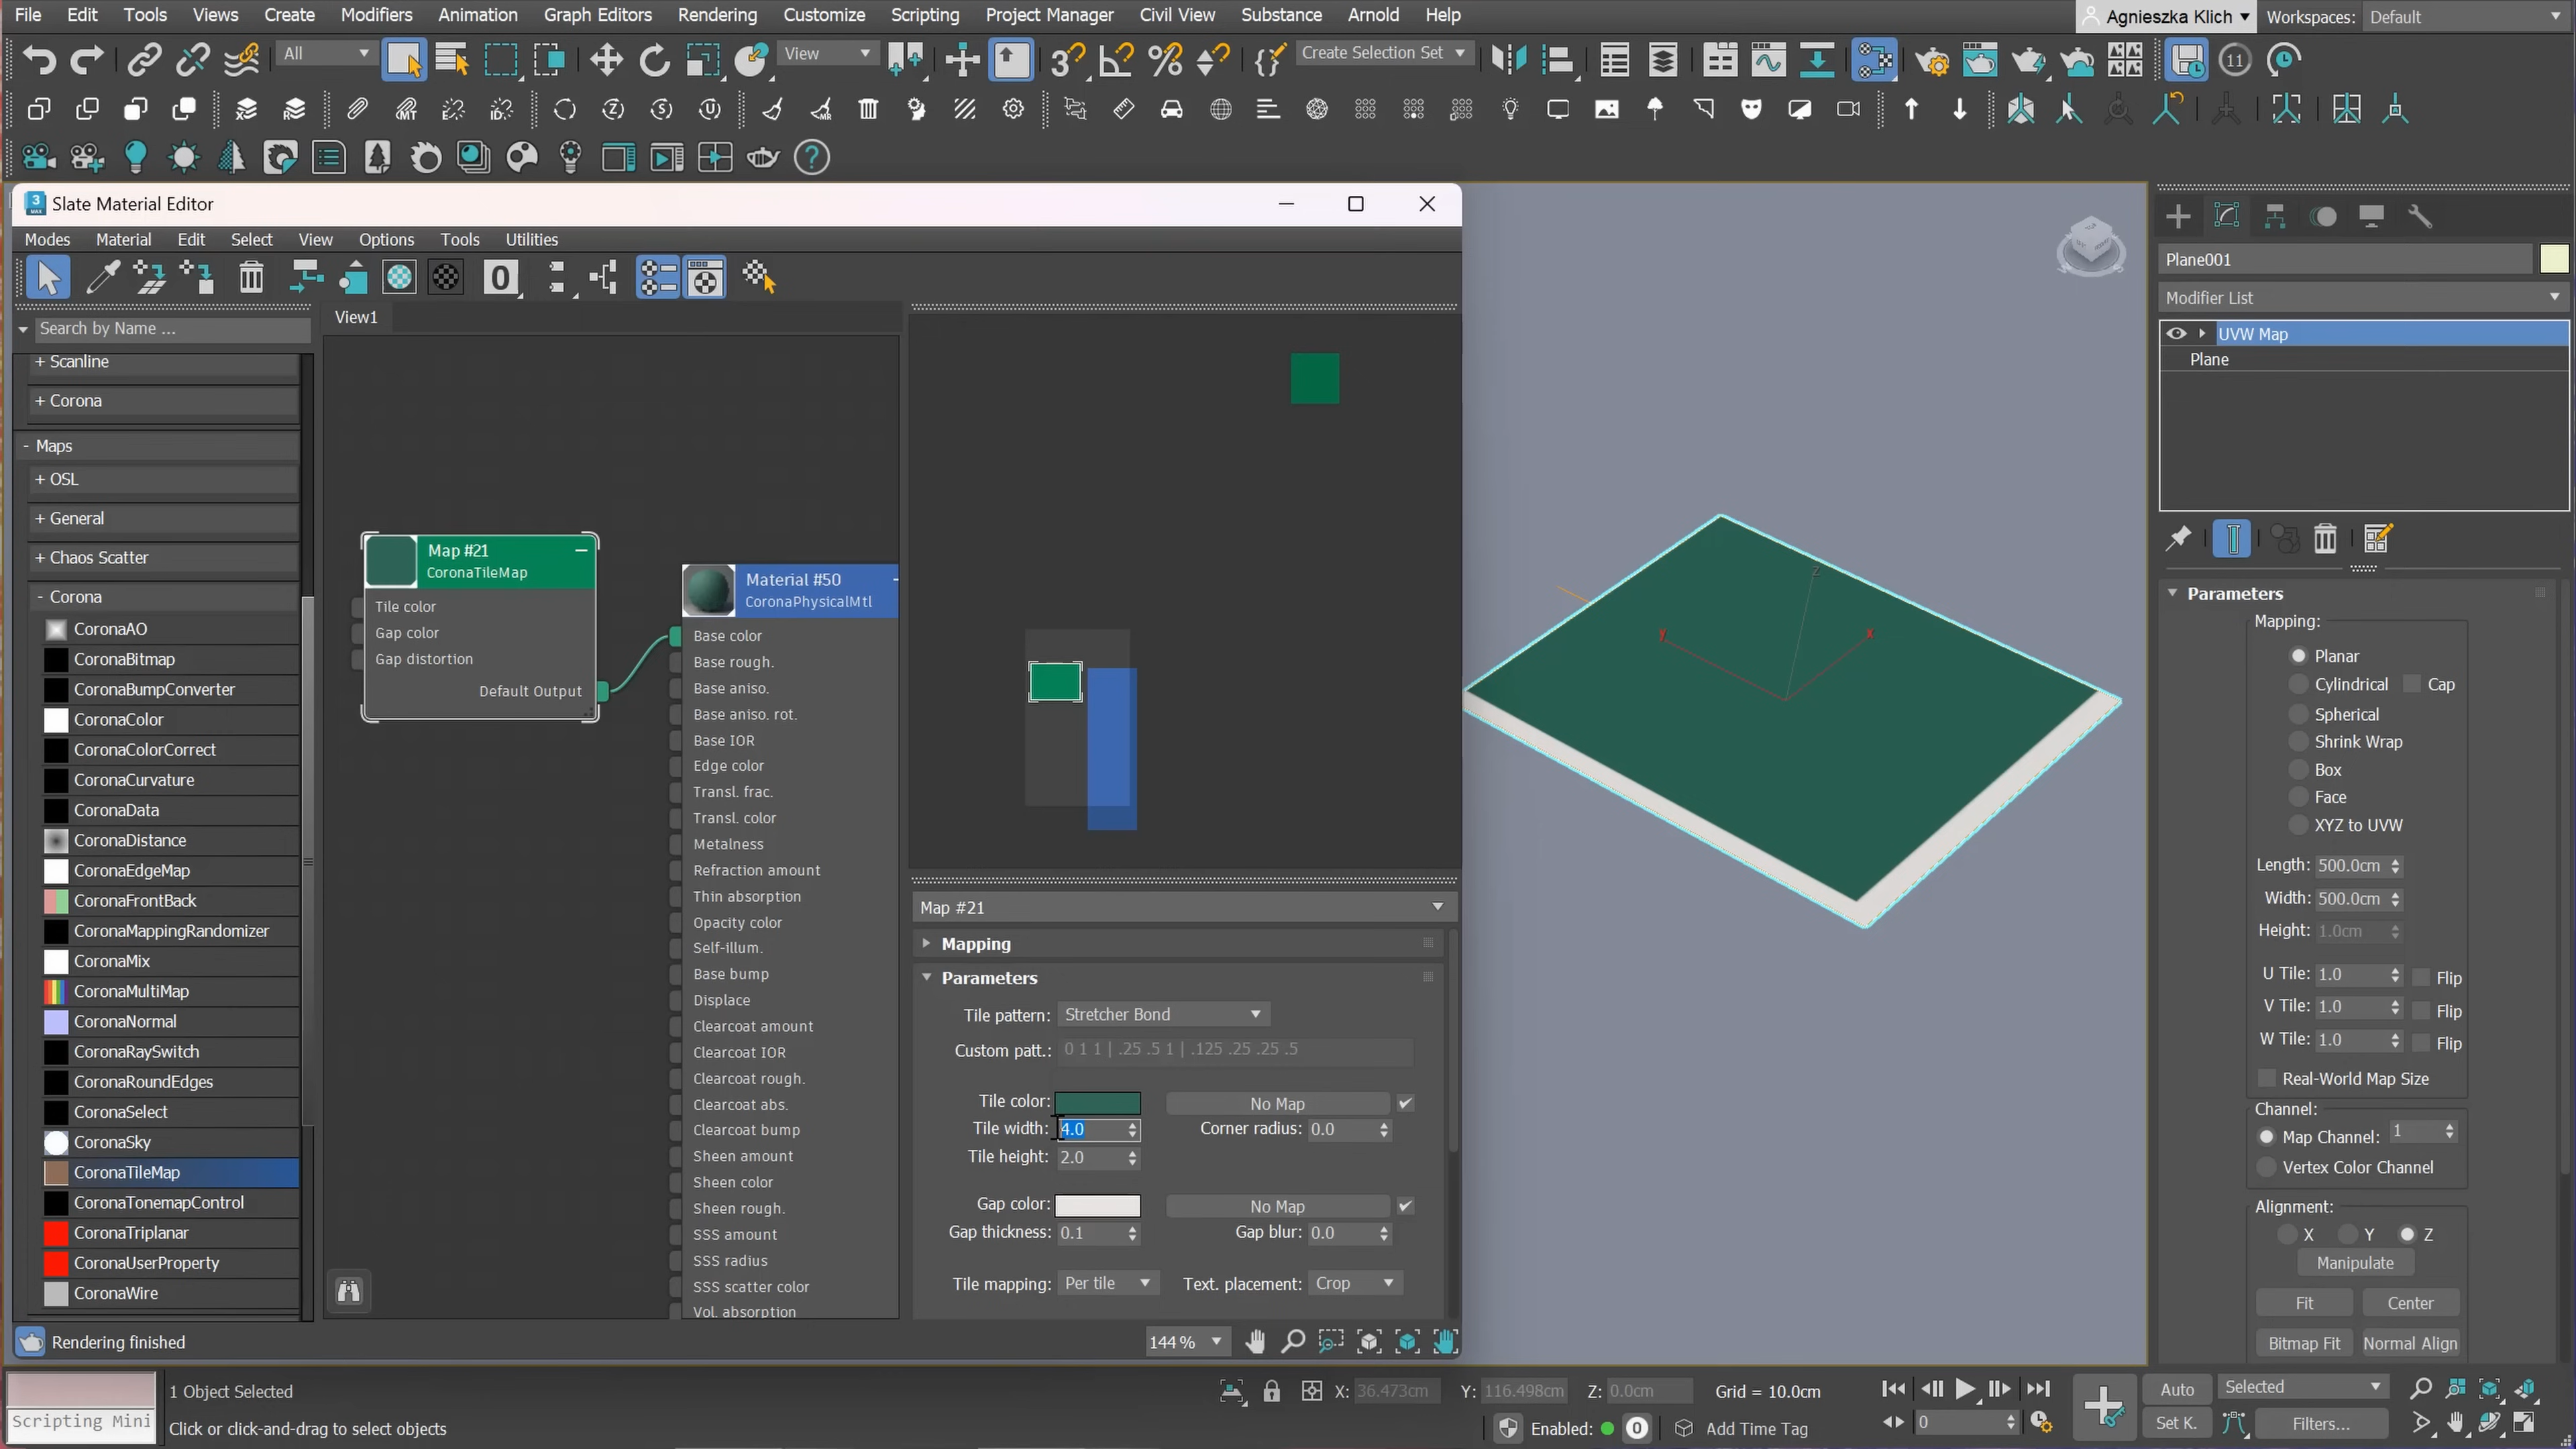 File Edit Tools Views Create Modifiers Animation Graph Editors Rendering Customize Scripting Project Manager Civil View Substance Arnold Help
Agnieszka Klich Workspaces: Default
All View Create Selection Set 11
Slate Material Editor
Modes Material Edit Select View Options Tools Utilities
Search by Name ...
+ Scanline
+ Corona
- Maps
+ OSL
+ General
+ Chaos Scatter
- Corona
CoronaAO
CoronaBitmap
CoronaBumpConverter
CoronaColor
CoronaColorCorrect
CoronaCurvature
CoronaData
CoronaDistance
CoronaEdgeMap
CoronaFrontBack
CoronaMappingRandomizer
CoronaMix
CoronaMultiMap
CoronaNormal
CoronaRaySwitch
CoronaRoundEdges
CoronaSelect
CoronaSky
CoronaTileMap
CoronaTonemapControl
CoronaTriplanar
CoronaUserProperty
CoronaWire
View1
Map #21
CoronaTileMap
Tile color
Gap color
Gap distortion
Default Output
Material #50
CoronaPhysicalMtl
Base color
Base rough.
Base aniso.
Base aniso. rot.
Base IOR
Edge color
Transl. frac.
Transl. color
Metalness
Refraction amount
Thin absorption
Opacity color
Self-illum.
Base bump
Displace
Clearcoat amount
Clearcoat IOR
Clearcoat rough.
Clearcoat abs.
Clearcoat bump
Sheen amount
Sheen color
Sheen rough.
SSS amount
SSS radius
SSS scatter color
Vol. absorption
Map #21
Mapping
Parameters
Tile pattern: Stretcher Bond
Custom patt.: 0 1 1 | .25 .5 1 | .125 .25 .25 .5
Tile color: No Map
Tile width: 4.0 Corner radius: 0.0
Tile height: 2.0
Gap color: No Map
Gap thickness: 0.1 Gap blur: 0.0
Tile mapping: Per tile Text. placement: Crop
Rendering finished
144 %
z
y
x
Plane001
Modifier List
UVW Map
Plane
Parameters
Mapping:
Planar
Cylindrical Cap
Spherical
Shrink Wrap
Box
Face
XYZ to UVW
Length: 500.0cm
Width: 500.0cm
Height: 1.0cm
U Tile: 1.0 Flip
V Tile: 1.0 Flip
W Tile: 1.0 Flip
Real-World Map Size
Channel:
Map Channel: 1
Vertex Color Channel
Alignment:
X Y Z
Manipulate
Fit Center
Bitmap Fit Normal Align
1 Object Selected
Scripting Mini
Click or click-and-drag to select objects
X: 36.473cm Y: 116.498cm Z: 0.0cm Grid = 10.0cm
Enabled: 0 Add Time Tag
0
Auto Selected
Set K. Filters...